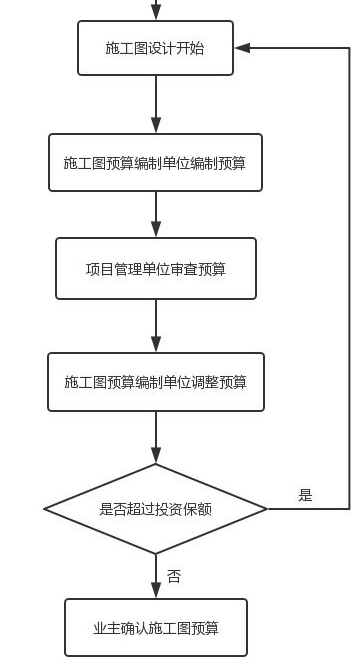 施工图设计开始
施工图预算编制单位编制预算
项目管理单位审查预算
施工图预算编制单位调整预算
是否超过投资保额
是
否
业主确认施工图预算